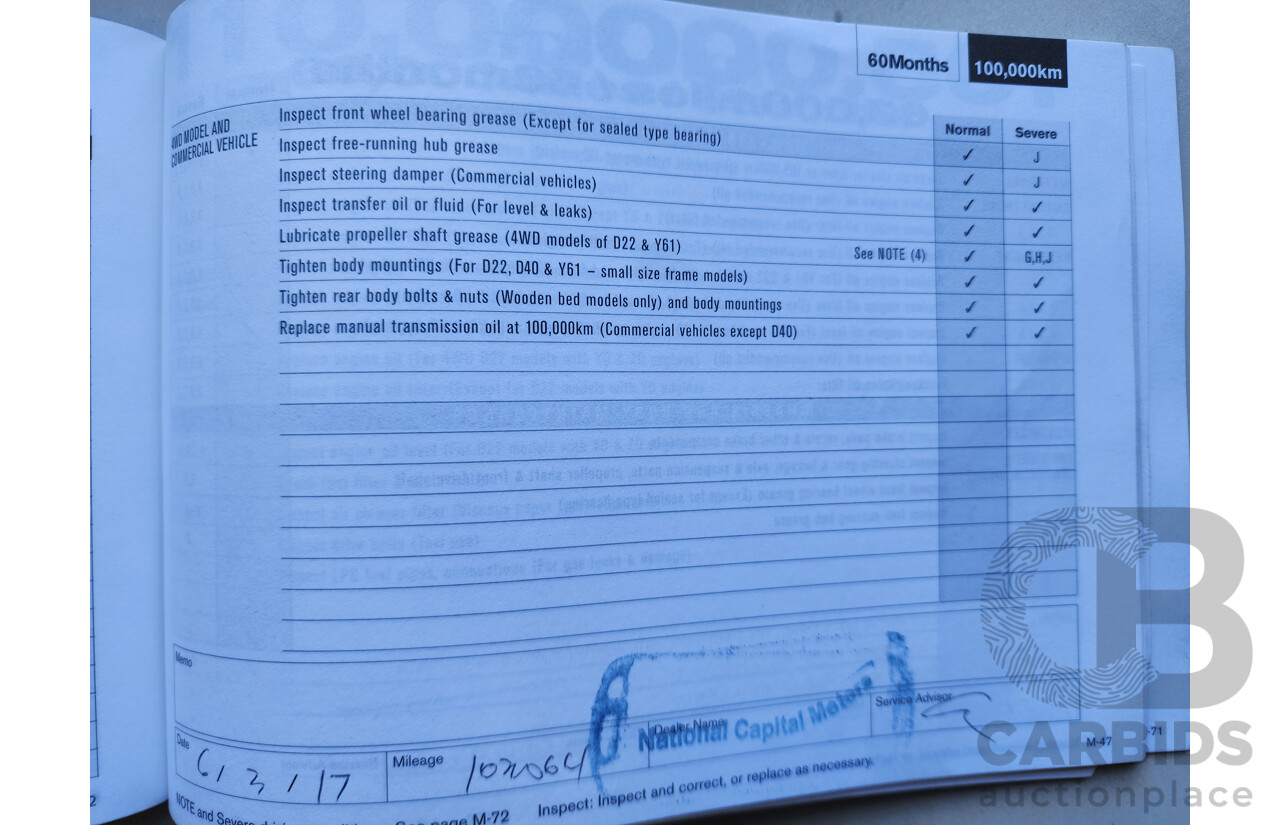 60Months 100,000km
4WD MODEL AND
COMMERCIAL VEHICLE
Normal Severe
Inspect front wheel bearing grease (Except for sealed type bearing) ✓ J
Inspect free-running hub grease ✓ J
Inspect steering damper (Commercial vehicles) ✓ ✓
Inspect transfer oil or fluid (For level & leaks) ✓ ✓
Lubricate propeller shaft grease (4WD models of D22 & Y61) See NOTE (4) ✓ G,H,J
Tighten body mountings (For D22, D40 & Y61 – small size frame models) ✓ ✓
Tighten rear body bolts & nuts (Wooden bed models only) and body mountings ✓ ✓
Replace manual transmission oil at 100,000km (Commercial vehicles except D40) ✓ ✓
Memo
Date 6/3/17
Mileage
Dealer Name
National Capital Motors
Service Advisor
M-47
-71
2
NOTE and Severe
See page M-72
Inspect: Inspect and correct, or replace as necessary.
CB
CARBIDS
auctionplace